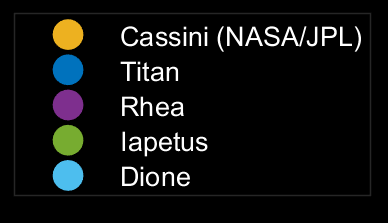 Cassini (NASA/JPL)
Titan
Rhea
Iapetus
Dione